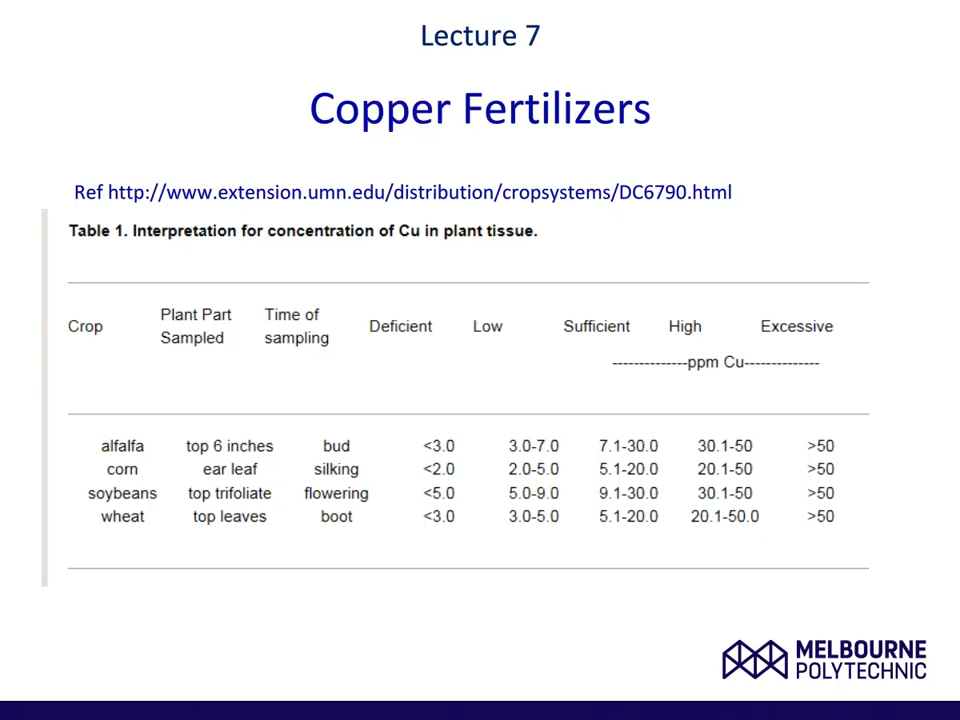 Lecture 7
Copper Fertilizers
Ref http://www.extension.umn.edu/distribution/cropsystems/DC6790.html
Table 1. Interpretation for concentration of Cu in plant tissue.
Crop Plant Part Sampled Time of sampling Deficient Low Sufficient High Excessive
--------------ppm Cu--------------
alfalfa top 6 inches bud <3.0 3.0-7.0 7.1-30.0 30.1-50 >50
corn ear leaf silking <2.0 2.0-5.0 5.1-20.0 20.1-50 >50
soybeans top trifoliate flowering <5.0 5.0-9.0 9.1-30.0 30.1-50 >50
wheat top leaves boot <3.0 3.0-5.0 5.1-20.0 20.1-50.0 >50
MELBOURNE
POLYTECHNIC